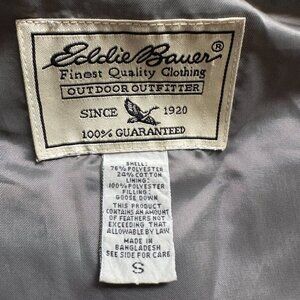 Eddie Bauer®
Finest Quality Clothing
OUTDOOR OUTFITTER
SINCE 1920
100% GUARANTEED
SHELL:
76% POLYESTER
24% COTTON
LINING:
100% POLYESTER
FILLING:
GOOSE DOWN
THIS PRODUCT
CONTAINS AN AMOUNT
OF FEATHERS NOT
EXCEEDING THAT
ALLOWABLE BY LAW
MADE IN
BANGLADESH
SEE SIDE FOR CARE
S